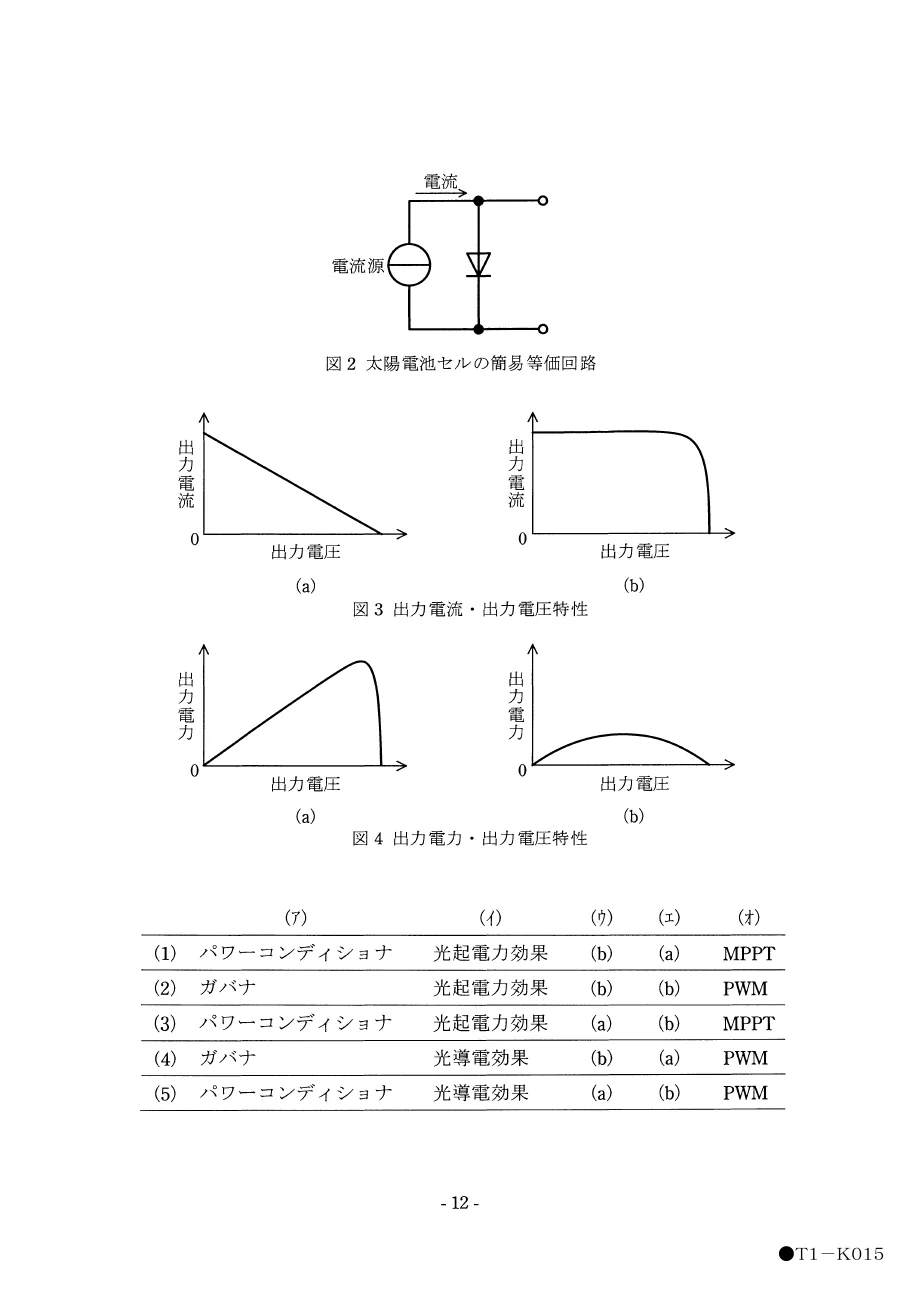 電流
電流源
図2 太陽電池セルの簡易等価回路
出力電流
0
出力電圧
(a)
出力電流
0
出力電圧
(b)
図3 出力電流・出力電圧特性
出力電力
0
出力電圧
(a)
出力電力
0
出力電圧
(b)
図4 出力電力・出力電圧特性
(ア) (イ) (ウ) (エ) (オ)
(1) パワーコンディショナ 光起電力効果 (b) (a) MPPT
(2) ガバナ 光起電力効果 (b) (b) PWM
(3) パワーコンディショナ 光起電力効果 (a) (b) MPPT
(4) ガバナ 光導電効果 (b) (a) PWM
(5) パワーコンディショナ 光導電効果 (a) (b) PWM
- 12 -
●T1−K015